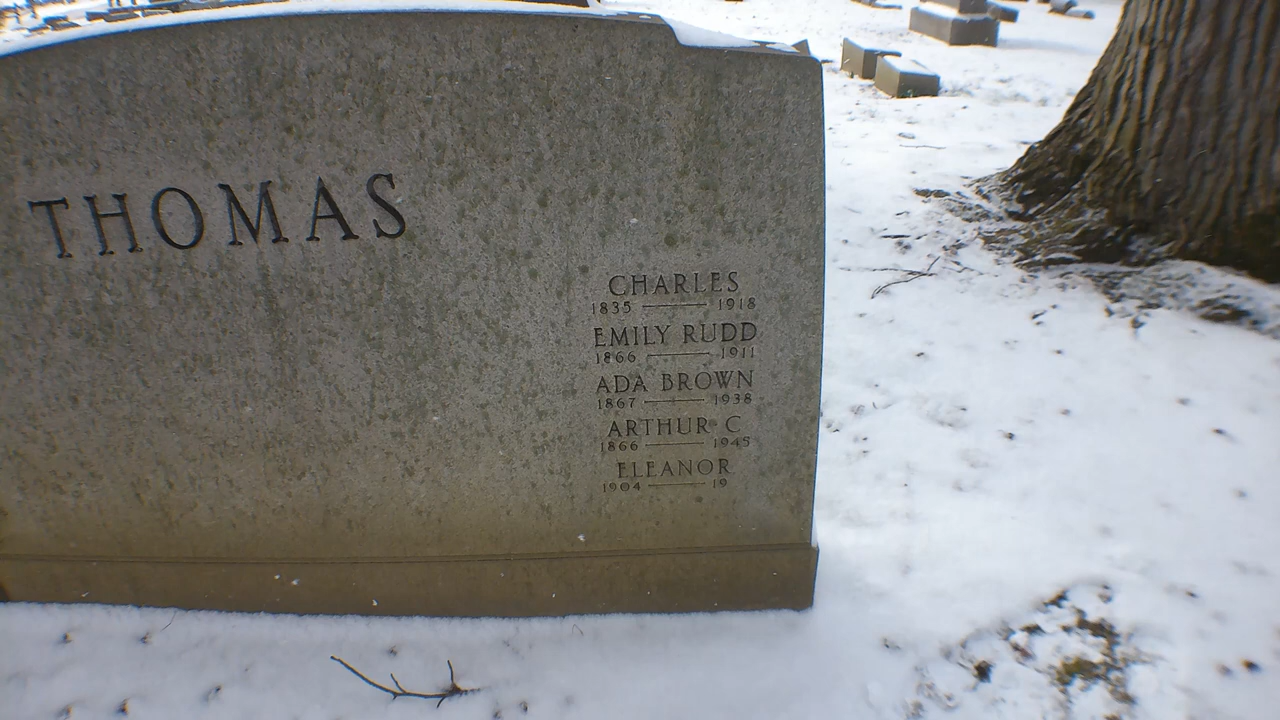 THOMAS
CHARLES
1835 — 1918
EMILY RUDD
1866 — 1911
ADA BROWN
1867 — 1938
ARTHUR C
1866 — 1945
ELEANOR
1904 — 19